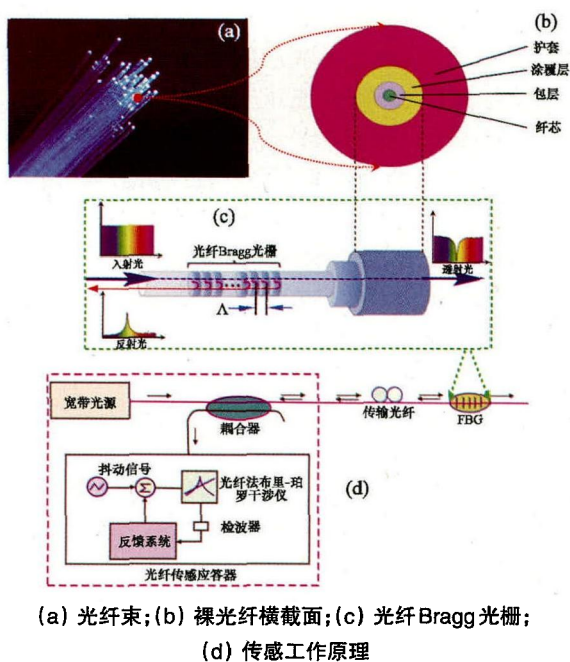 (a)
(b)
护套
涂覆层
包层
纤芯
(c)
入射光
光纤Bragg光栅
透射光
Λ
反射光
宽带光源
耦合器
传输光纤
FBG
抖动信号
Σ
光纤法布里-珀
罗干涉仪
检波器
反馈系统
光纤传感应答器
(d)
(a) 光纤束;(b) 裸光纤横截面;(c) 光纤Bragg光栅;
(d) 传感工作原理